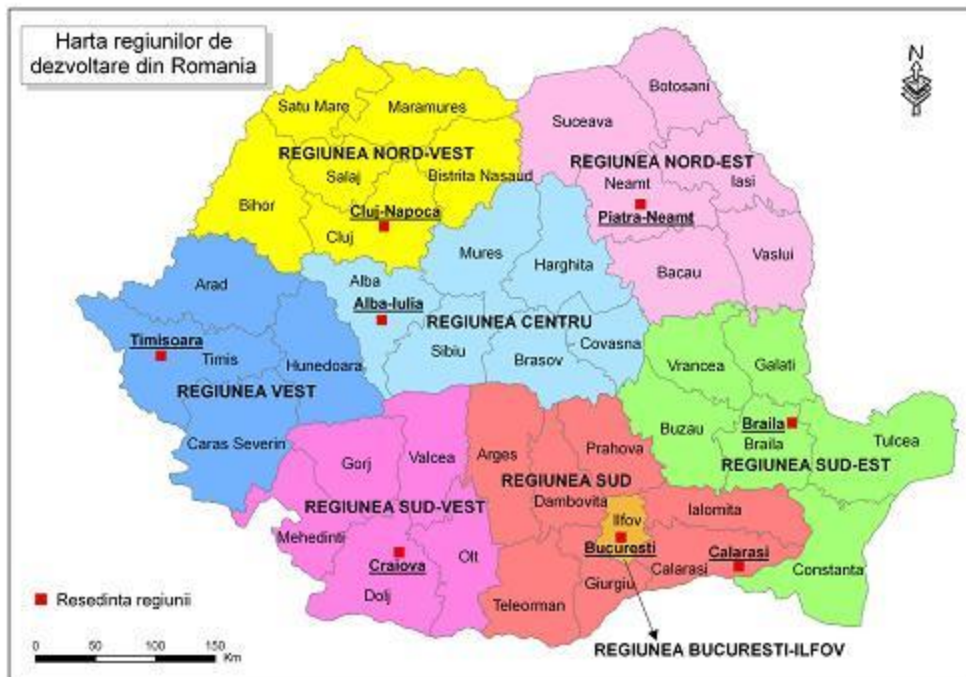 Harta regiunilor de
dezvoltare din Romania
N
Botosani
Satu Mare
Maramures
Suceava
REGIUNEA NORD-VEST
REGIUNEA NORD-EST
Salaj
Bistrita Nasaud
Neamt
Iasi
Bihor
Cluj-Napoca
Piatra-Neamt
Cluj
Mures
Harghita
Bacau
Vaslui
Arad
Alba
Alba-Iulia
REGIUNEA CENTRU
Timisoara
Timis
Hunedoara
Sibiu
Brasov
Covasna
Vrancea
Galati
REGIUNEA VEST
Caras Severin
Gorj
Valcea
Arges
Prahova
Buzau
Braila
Braila
Tulcea
REGIUNEA SUD-EST
REGIUNEA SUD
REGIUNEA SUD-VEST
Dambovita
Ilfov
Ialomita
Mehedinti
Craiova
Olt
Bucuresti
Calarasi
Calarasi
Constanta
Dolj
Teleorman
Giurgiu
Resedinta regiunii
REGIUNEA BUCURESTI-ILFOV
0 50 100 150
Km